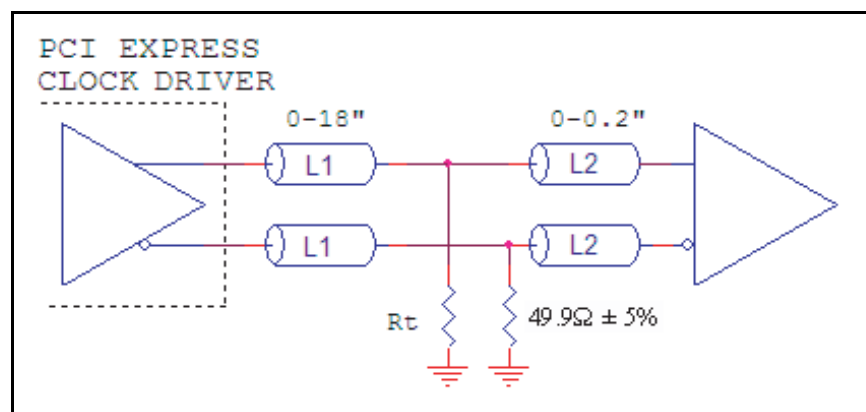 PCI EXPRESS
CLOCK DRIVER
0-18"
0-0.2"
L1
L2
L1
L2
Rt
49.9Ω ± 5%